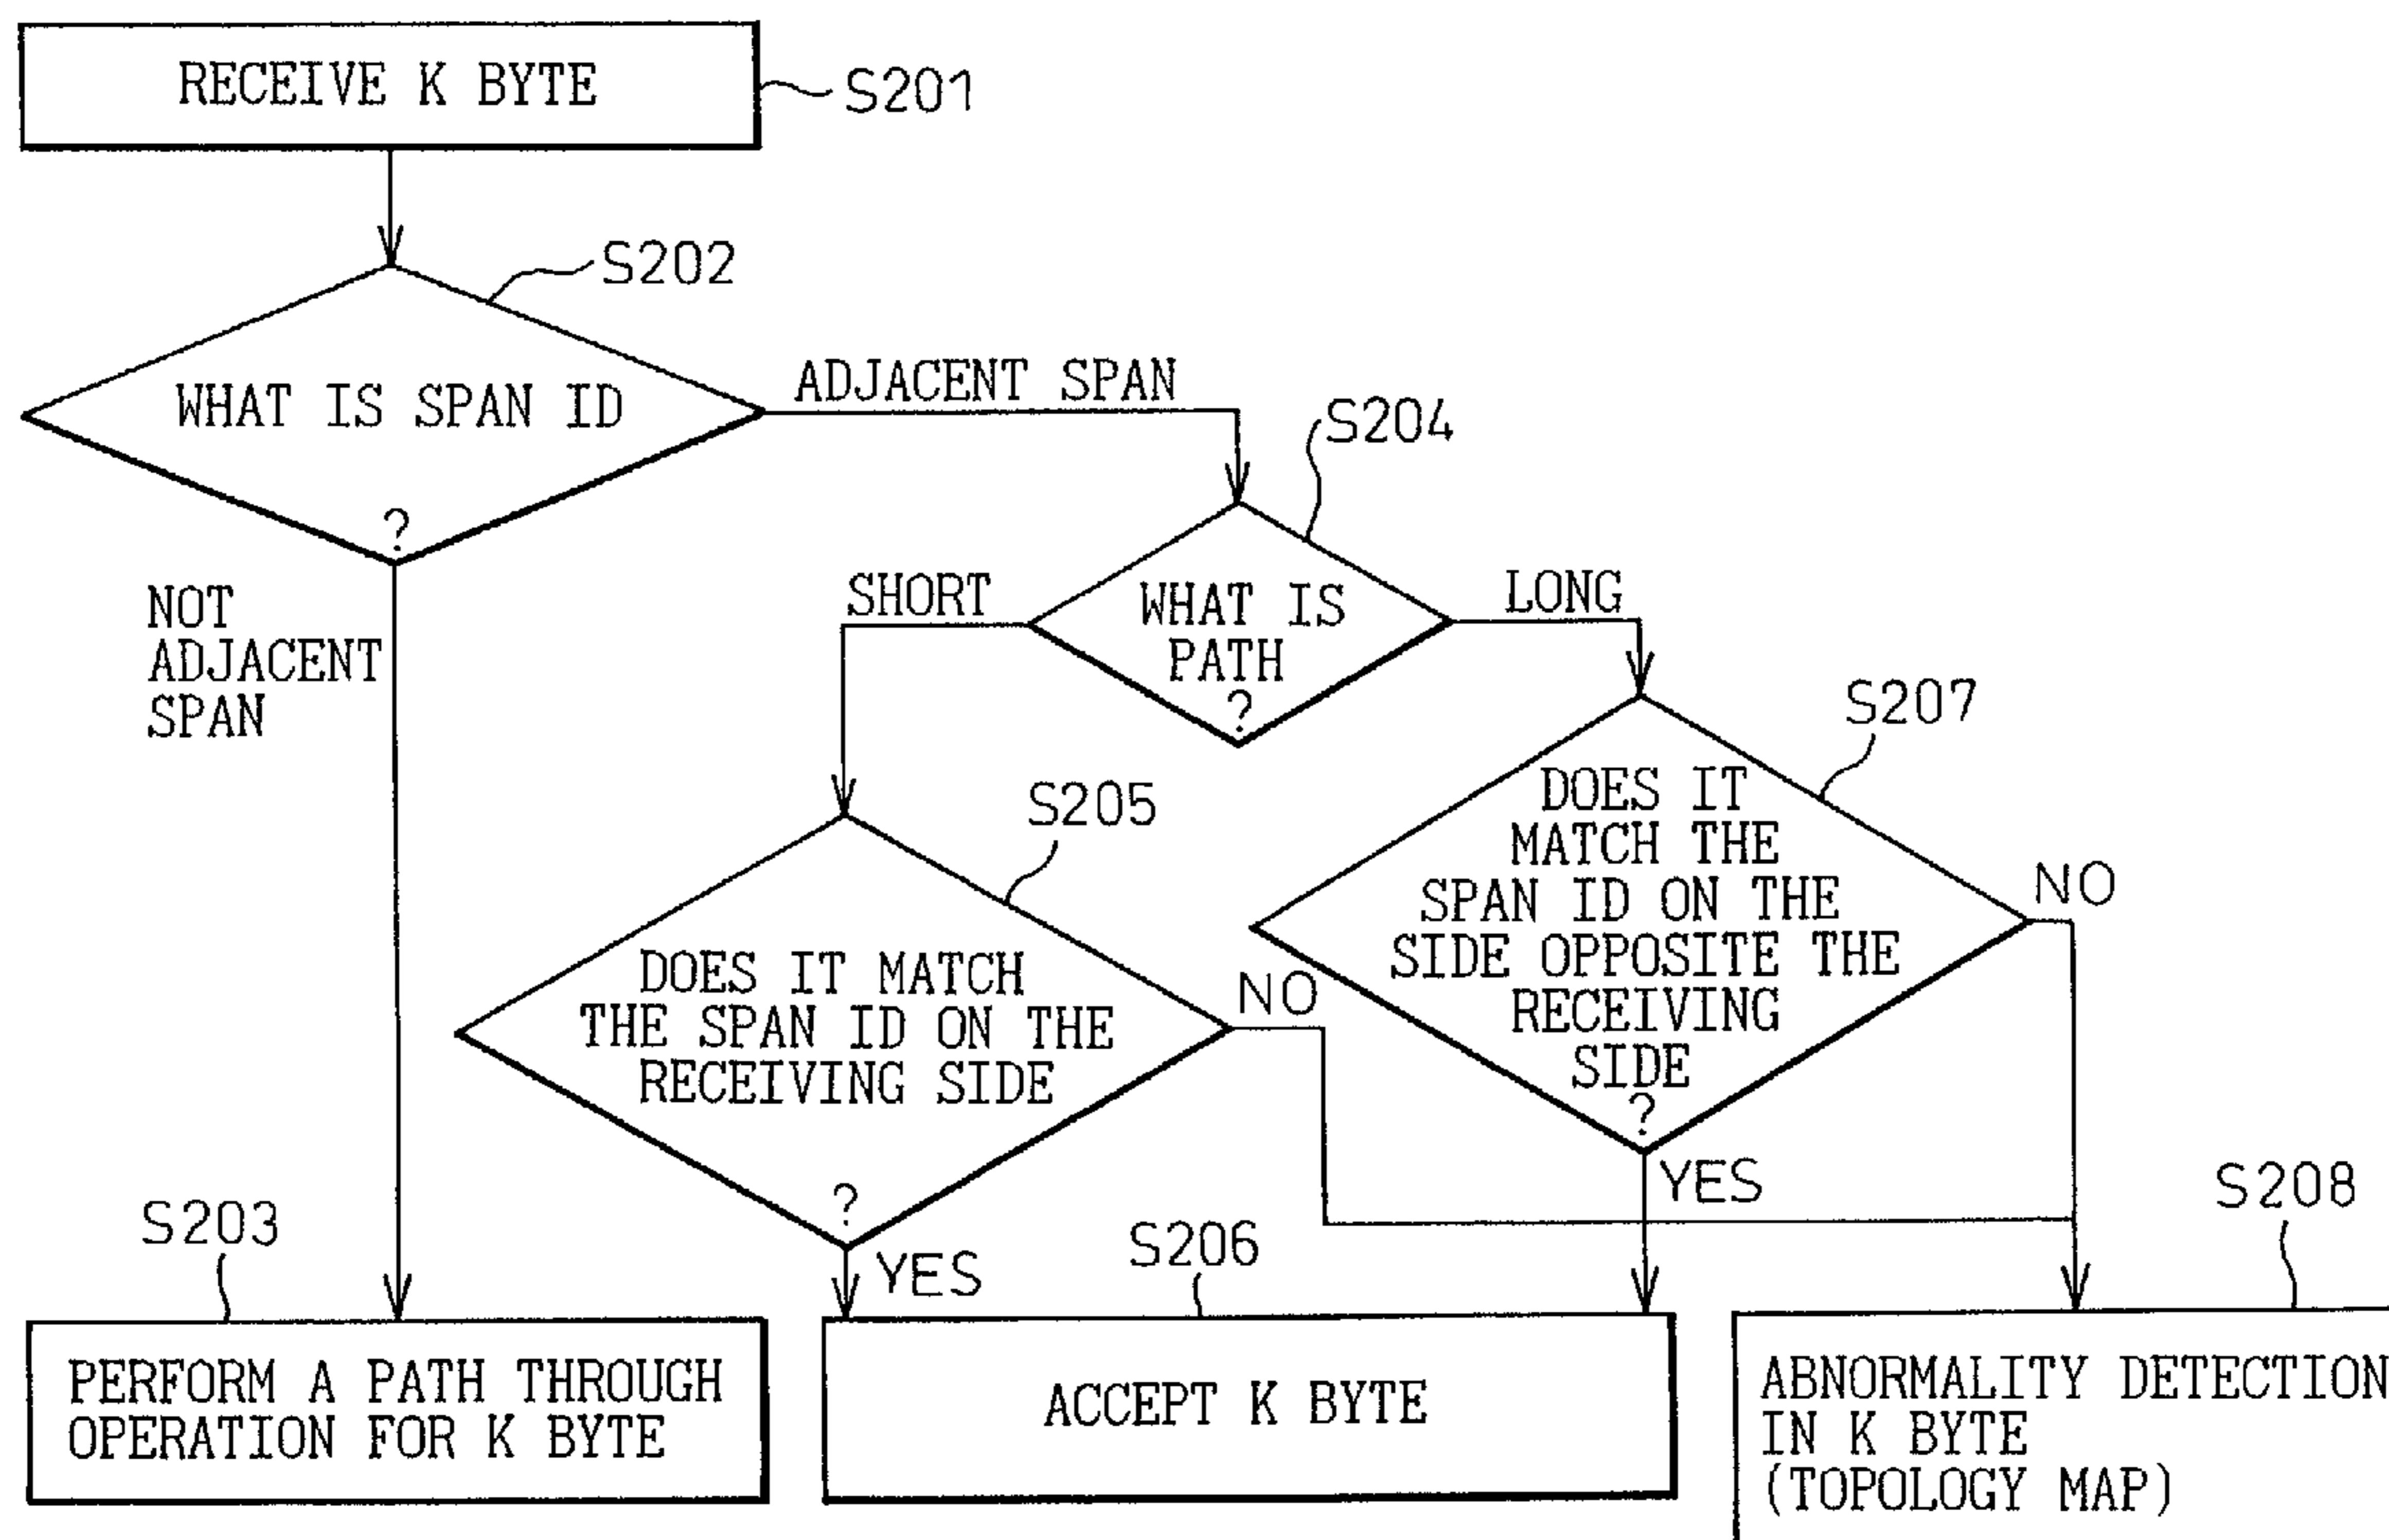 RECEIVE K BYTE
S201
S202
WHAT IS SPAN ID
?
ADJACENT SPAN
S204
NOT
ADJACENT
SPAN
SHORT
WHAT IS
PATH
?
LONG
S207
S205
DOES IT
MATCH THE
SPAN ID ON THE
SIDE OPPOSITE THE
RECEIVING
SIDE
?
NO
DOES IT MATCH
THE SPAN ID ON THE
RECEIVING SIDE
?
NO
YES
YES
S203
S206
S208
PERFORM A PATH THROUGH
OPERATION FOR K BYTE
ACCEPT K BYTE
ABNORMALITY DETECTION
IN K BYTE
(TOPOLOGY MAP)